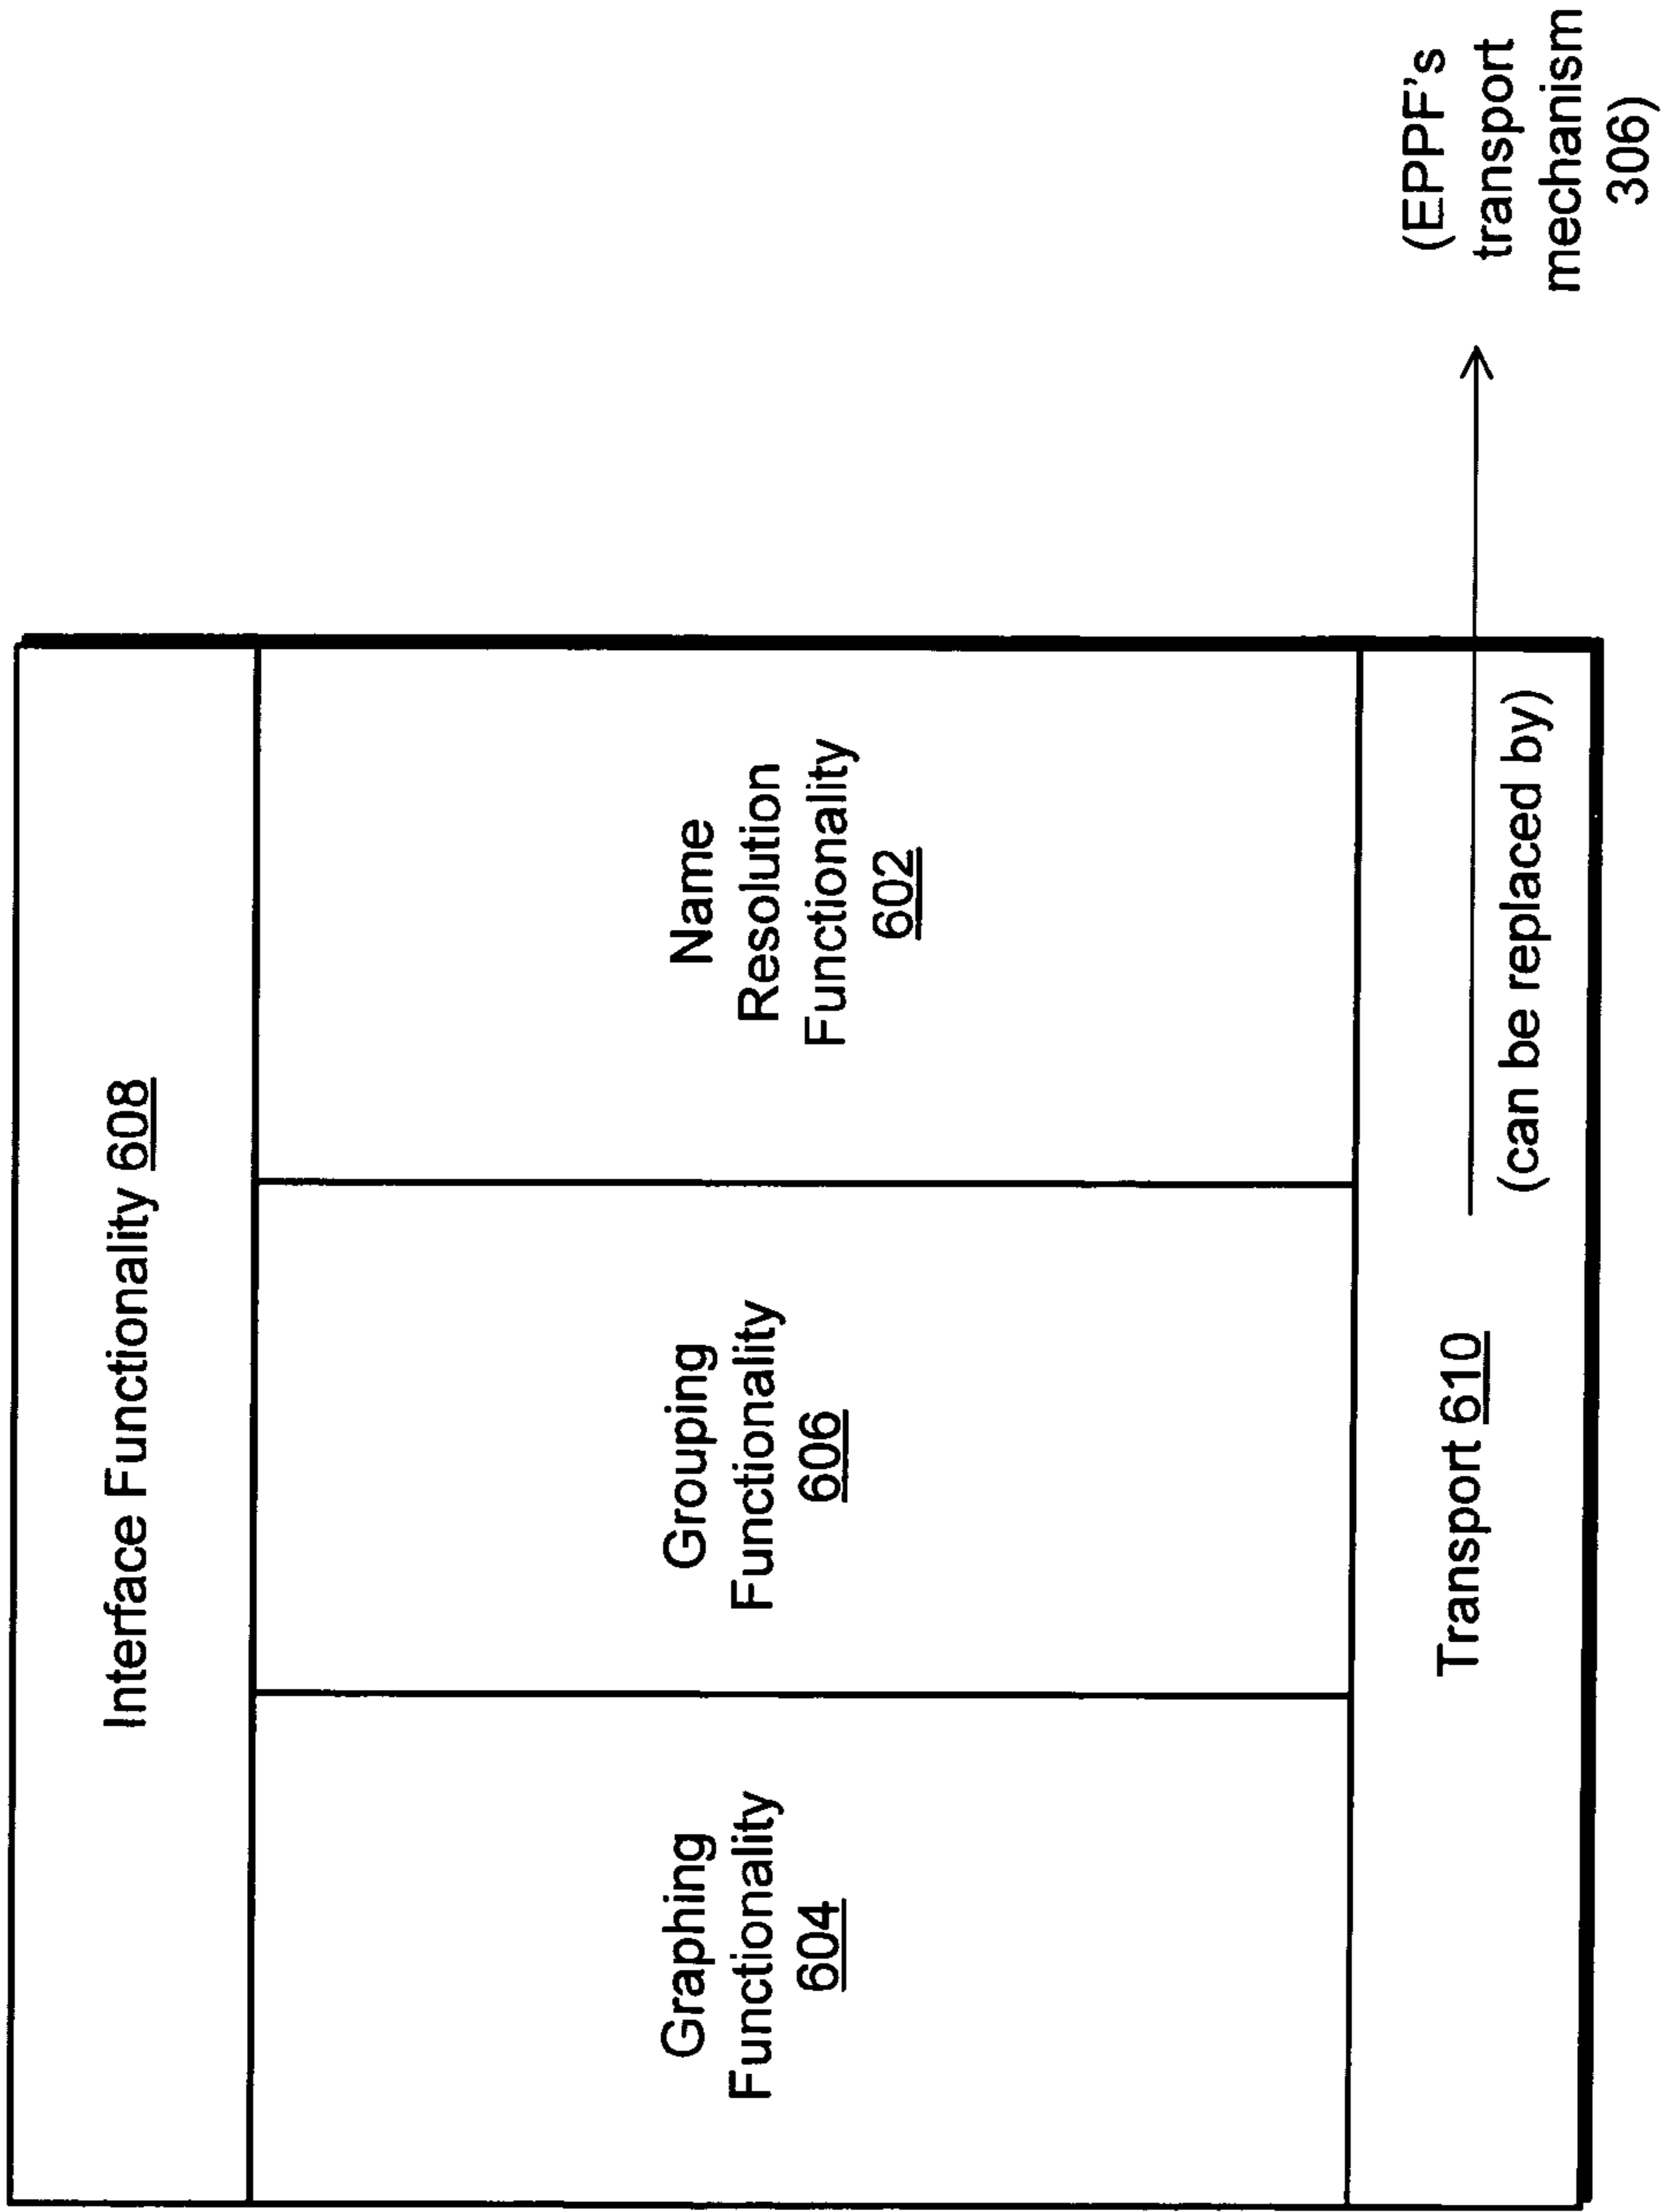 Interface Functionality 608
Graphing
Functionality
604
Grouping
Functionality
606
Name
Resolution
Functionality
602
Transport 610
(can be replaced by)
(EPPF's
transport
mechanism
306)